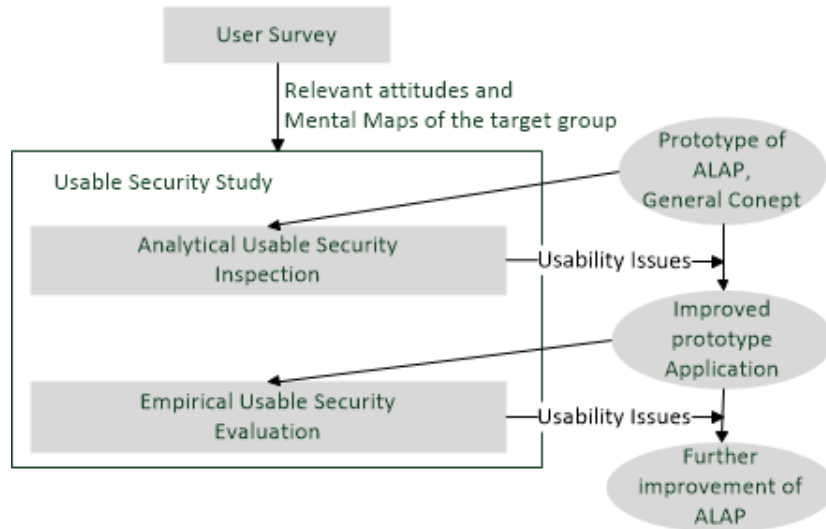 User Survey
Relevant attitudes and
Mental Maps of the target group
Usable Security Study
Prototype of
ALAP,
General Conept
Analytical Usable Security
Inspection
Usability Issues
Improved
prototype
Application
Empirical Usable Security
Evaluation
Usability Issues
Further
improvement of
ALAP